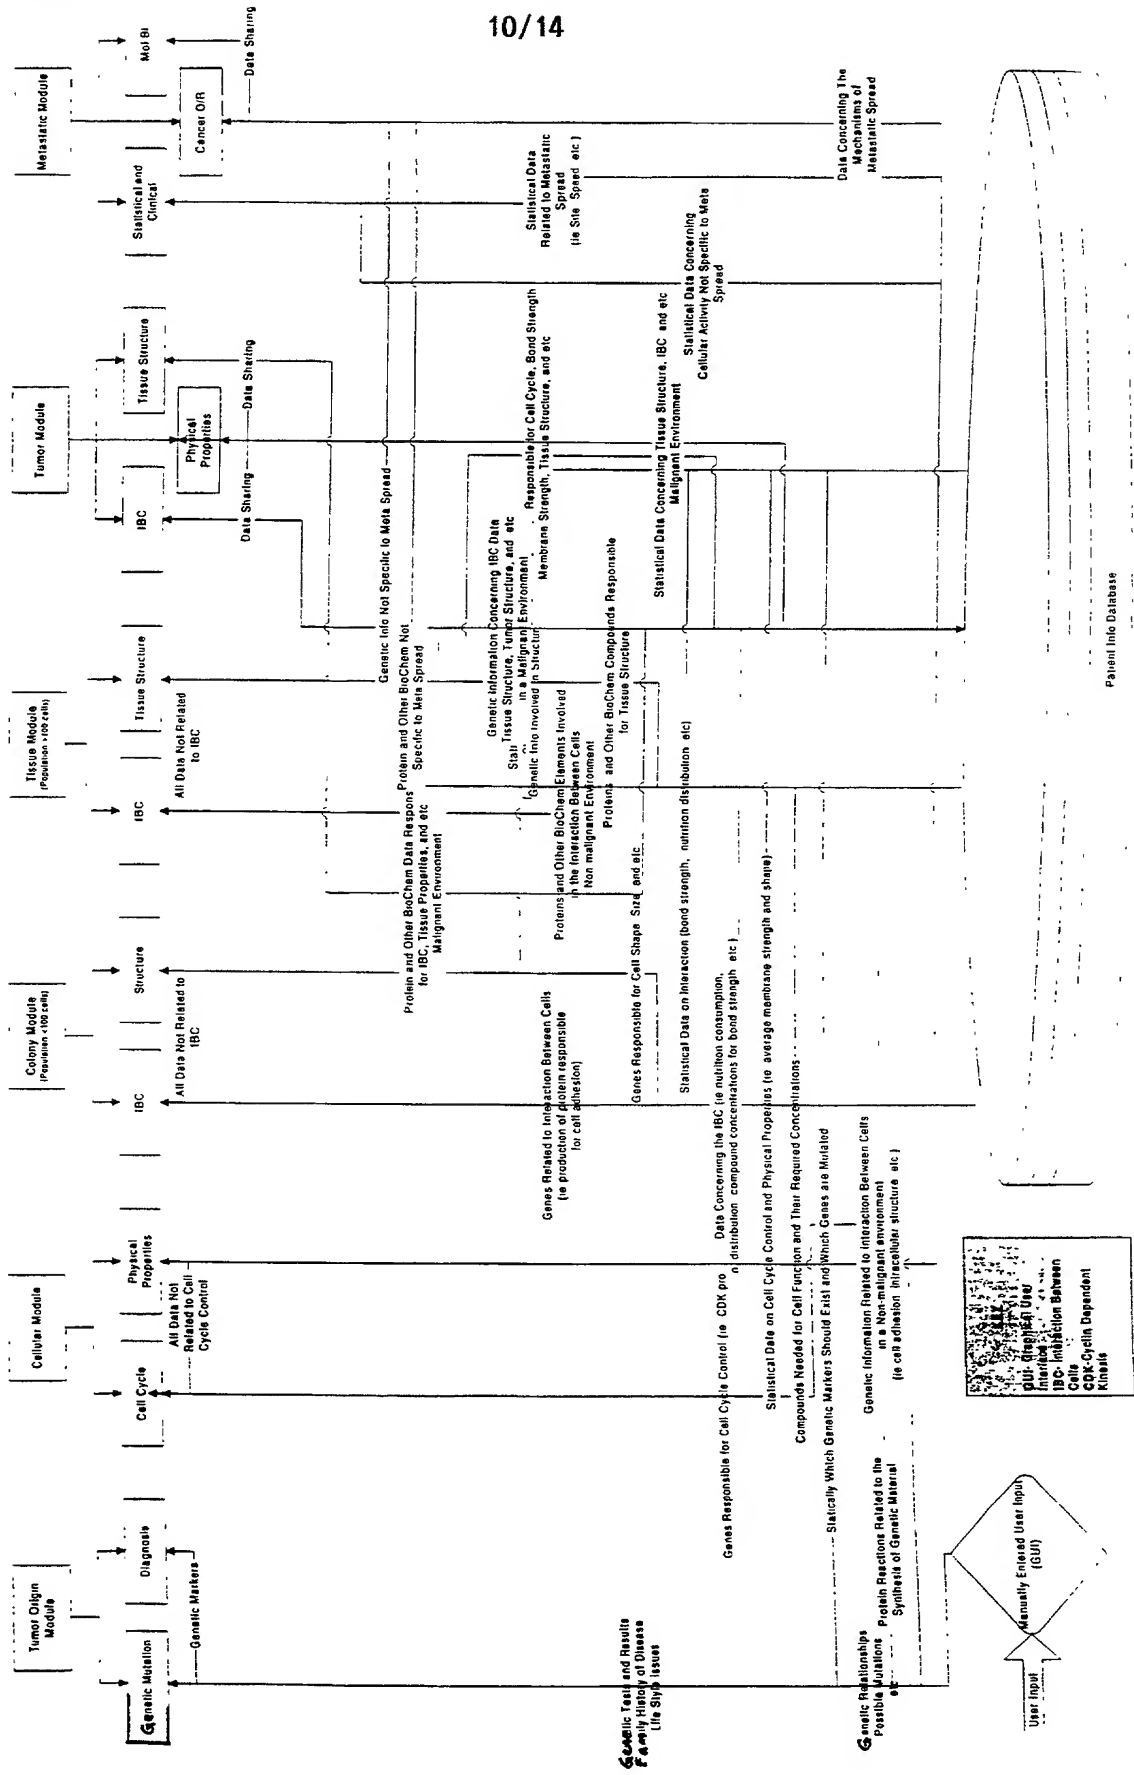 10/14
Tumor Origin
Module
Cellular Module
Colony Module
(Population <100 cells)
Tissue Module
(Population >100 cells)
Tumor Module
Metastatic Module
Genetic Mutation
Diagnosis
Cell Cycle
Physical
Properties
IBC
Structure
IBC
Tissue Structure
IBC
Physical
Properties
Tissue Structure
Statistical and
Clinical
Cancer O/R
Mol Bi
Genetic Markers
All Data Not
Related to Cell
Cycle Control
All Data Not Related to
IBC
All Data Not Related
to IBC
Data Sharing
Data Sharing
Data Sharing
Data Sharing
Genetic Info Not Specific to Meta Spread
Protein and Other BioChem Not
Specific to Meta Spread
Protein and Other BioChem Data Respons
for IBC, Tissue Properties, and etc
Malignant Environment
Genetic Information Concerning IBC Data
Tissue Structure, Tumor Structure, and etc
in a Malignant Environment
Stati
Genetic Info Involved in Structur
Responsible for Cell Cycle, Bond Strength
Membrane Strength, Tissue Structure, and etc
Statistical Data
Related to Metastatic
Spread
(ie Site Speed etc )
Genes Related to Interaction Between Cells
(ie production of protein responsible
for cell adhesion)
Proteins and Other BioChem Elements Involved
in the Interaction Between Cells
Non malignant Environment
Proteins and Other BioChem Compounds Responsible
for Tissue Structure
Genes Responsible for Cell Shape Size and etc
Statistical Data Concerning Tissue Structure, IBC and etc
Malignant Environment
Statistical Data Concerning
Cellular Activity Not Specific to Meta
Spread
Genetic Tests and Results
Family History of Disease
Life Style Issues
Statistical Data on Interaction (bond strength, nutrition distribution etc)
Genes Responsible for Cell Cycle Control (ie CDK pro
Data Concerning the IBC (ie nutrition consumption,
distribution compound concentrations for bond strength etc )
Statistical Date on Cell Cycle Control and Physical Properties (ie average membrane strength and shape)
Compounds Needed for Cell Function and Their Required Concentrations
Statically Which Genetic Markers Should Exist and Which Genes are Mutated
Data Concerning The
Mechanisms of
Metastatic Spread
Genetic Relationships
Possible Mutations
etc
Protein Reactions Related to the
Synthesis of Genetic Material
Genetic Information Related to Interaction Between Cells
in a Non-malignant environment
(ie cell adhesion intracellular structure etc )
User Input
Manually Entered User Input
(GUI)
GUI- Graphical User
Interface
IBC- Interaction Between
Cells
CDK-Cyclin Dependent
Kinesis
Patient Info Database